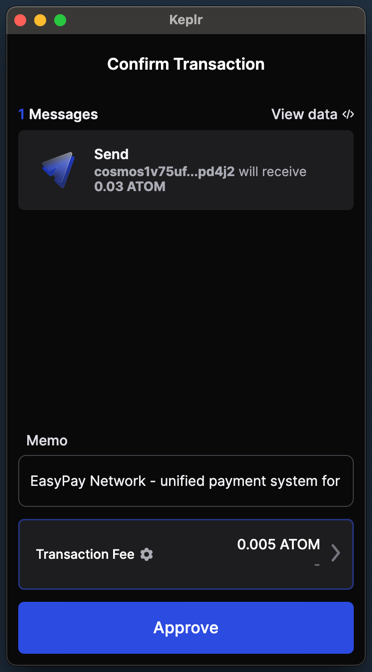 Keplr
Confirm Transaction
1 Messages
View data </>
Send
cosmos1v75uf...pd4j2 will receive
0.03 ATOM
Memo
EasyPay Network - unified payment system for
Transaction Fee
0.005 ATOM
-
Approve